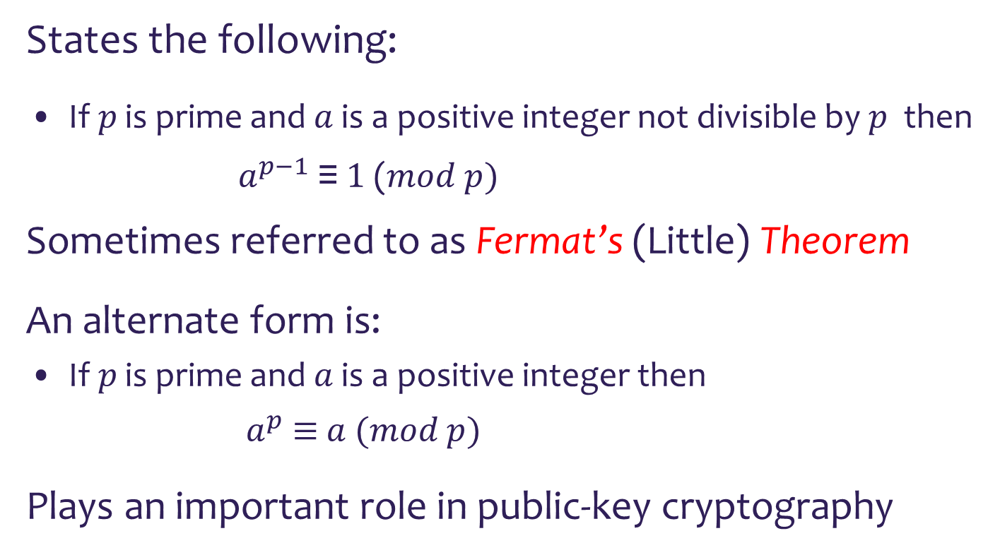 States the following:
• If p is prime and a is a positive integer not divisible by p then
a^{p−1} ≡ 1 (mod p)
Sometimes referred to as Fermat’s (Little) Theorem
An alternate form is:
• If p is prime and a is a positive integer then
a^p ≡ a (mod p)
Plays an important role in public-key cryptography